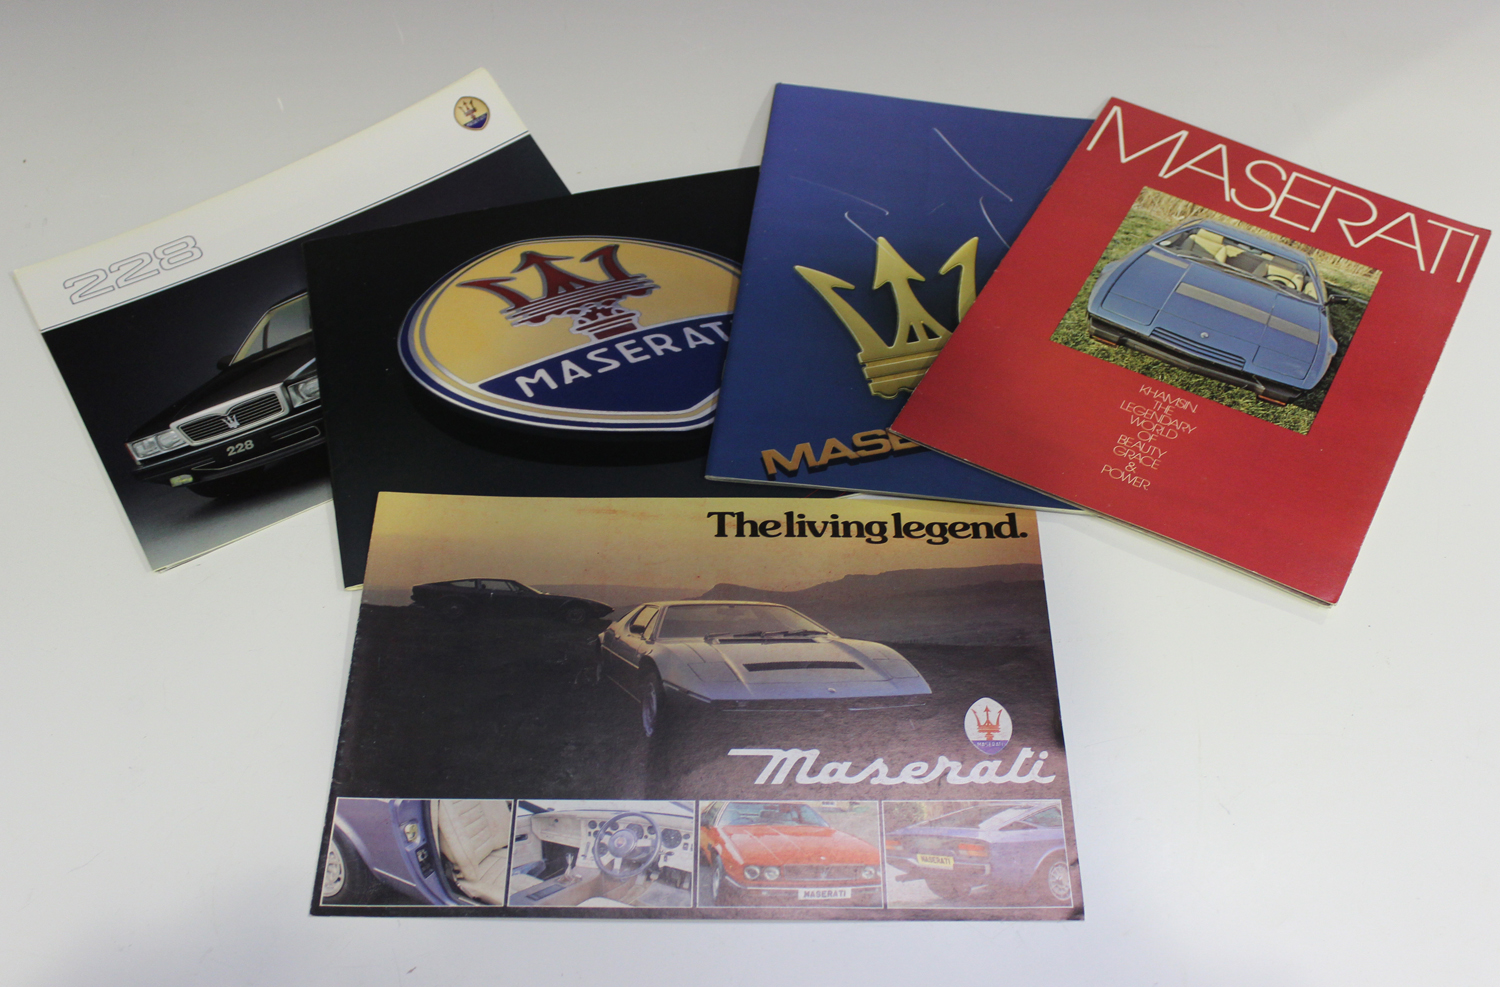 228
228
MASERATI
MASE
MASERATI
KHAMSIN
THE
LEGENDARY
WORLD
OF
BEAUTY
GRACE
&
POWER
The living legend.
MASERATI
Maserati
MASERATI
MASERATI